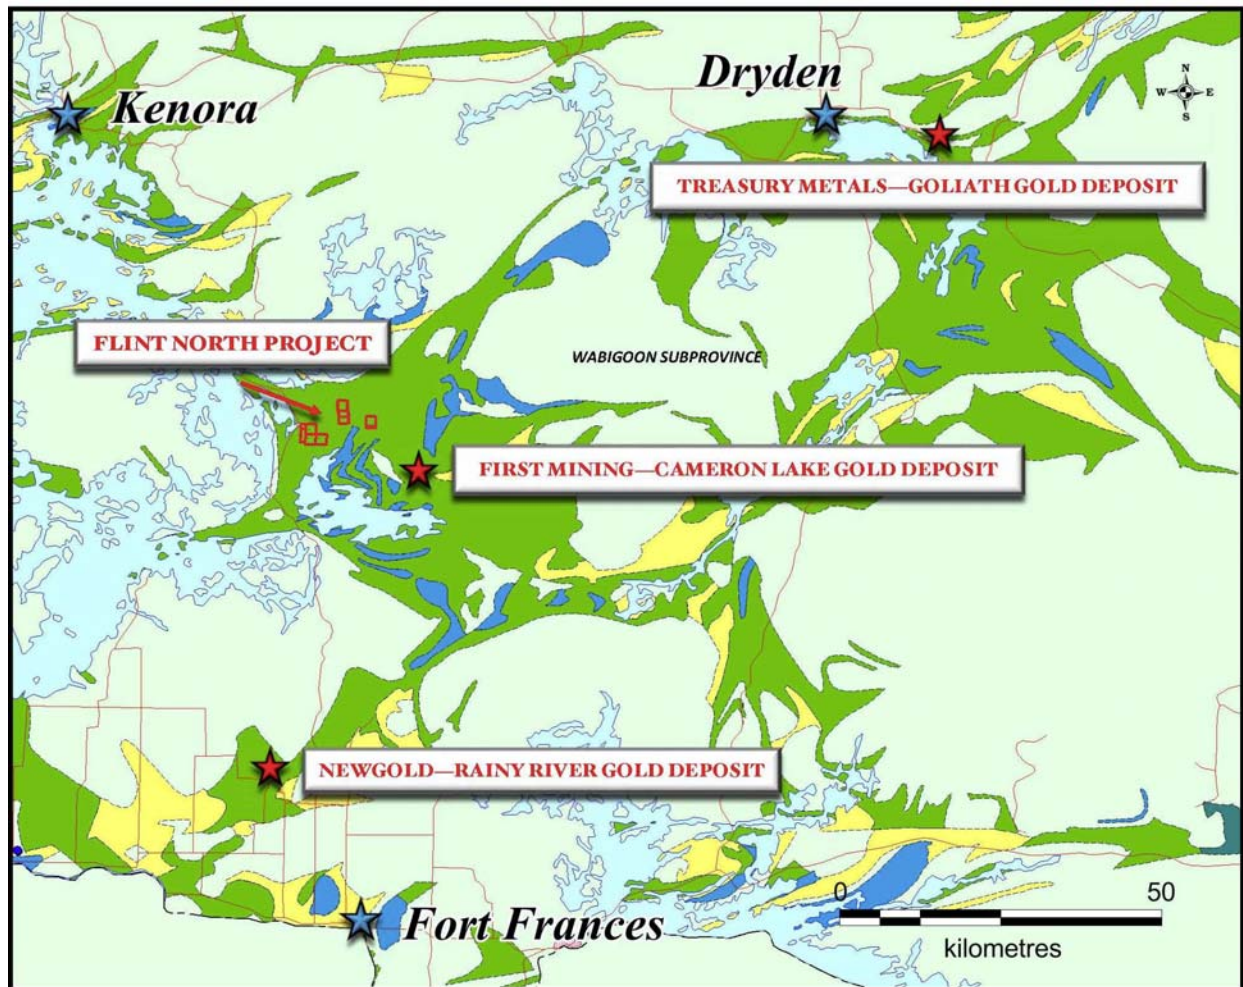 Kenora
Dryden
N
W E
S
TREASURY METALS—GOLIATH GOLD DEPOSIT
FLINT NORTH PROJECT
WABIGOON SUBPROVINCE
FIRST MINING—CAMERON LAKE GOLD DEPOSIT
NEWGOLD—RAINY RIVER GOLD DEPOSIT
Fort Frances
0 50
kilometres